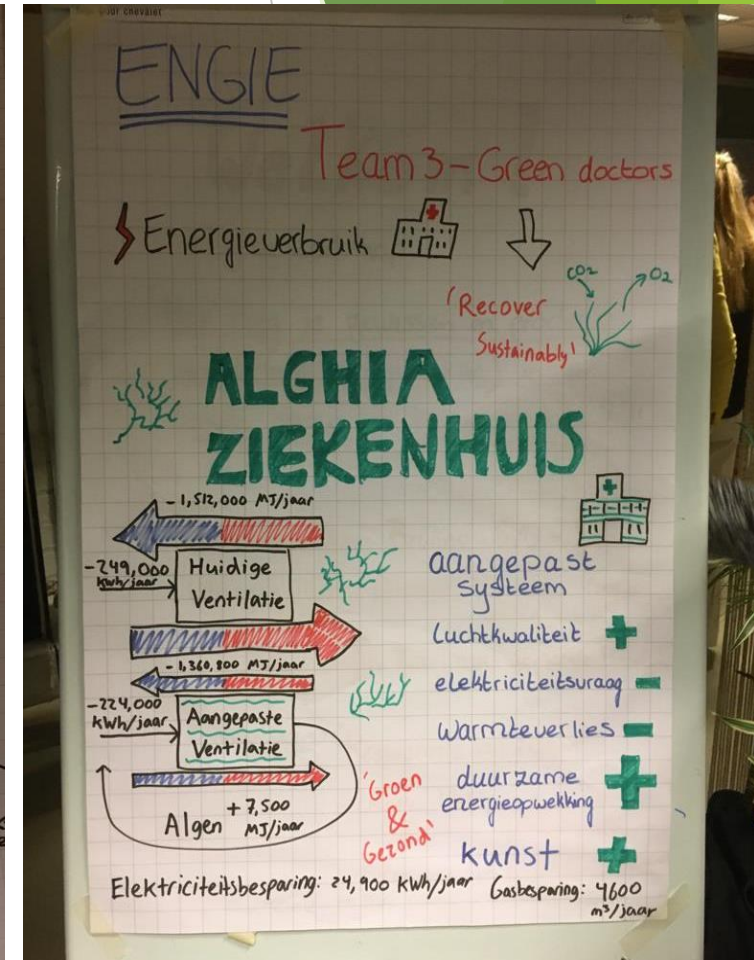 ENGIE
Team 3 - Green doctors
Energieverbruik
CO2
O2
'Recover
Sustainably'
ALGHIA
ZIEKENHUIS
- 1,512,000 MJ/jaar
-249,000
kWh/jaar
Huidige
Ventilatie
- 1,360,800 MJ/jaar
-224,000
kWh/jaar
Aangepaste
Ventilatie
Algen
+ 7,500
MJ/jaar
'Groen
&
Gezond'
aangepast
systeem
luchtkwaliteit +
elektriciteitsvraag -
warmteverlies -
duurzame
energieopwekking +
kunst +
Elektriciteitsbesparing: 24,900 kWh/jaar
Gasbesparing: 4600
m³/jaar